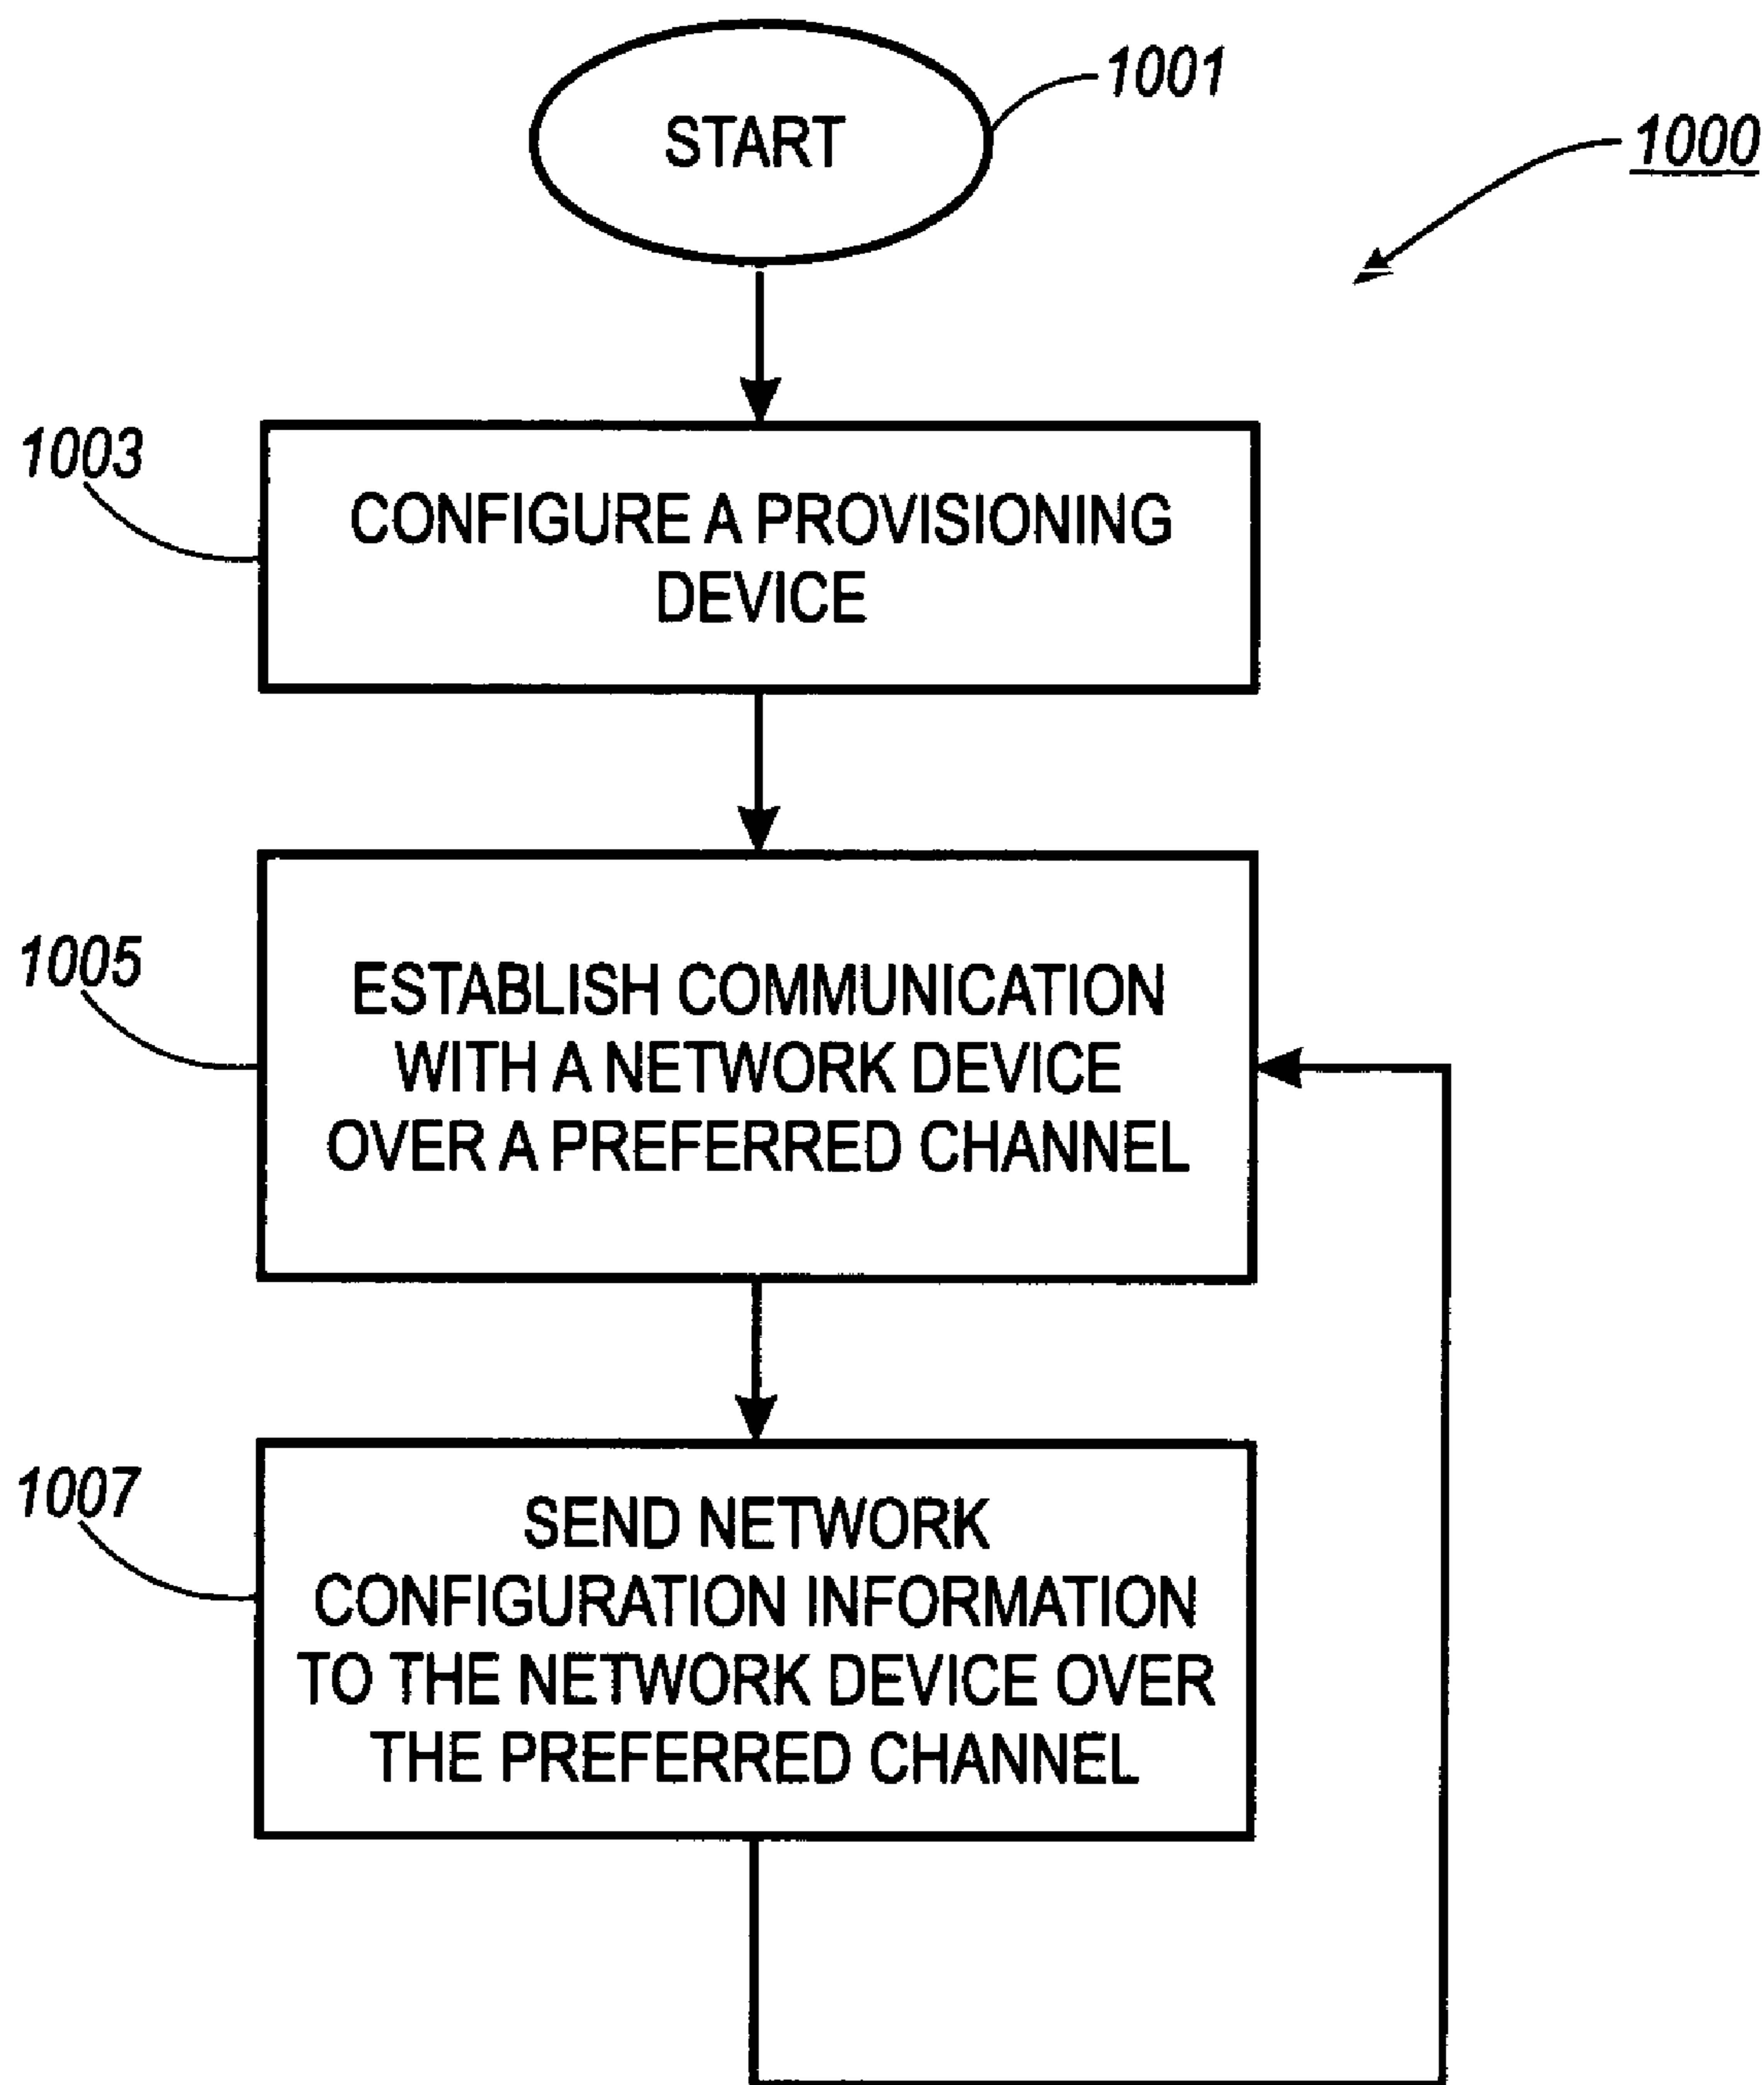 1001
START
1000
1003
CONFIGURE A PROVISIONING
DEVICE
1005
ESTABLISH COMMUNICATION
WITH A NETWORK DEVICE
OVER A PREFERRED CHANNEL
1007
SEND NETWORK
CONFIGURATION INFORMATION
TO THE NETWORK DEVICE OVER
THE PREFERRED CHANNEL